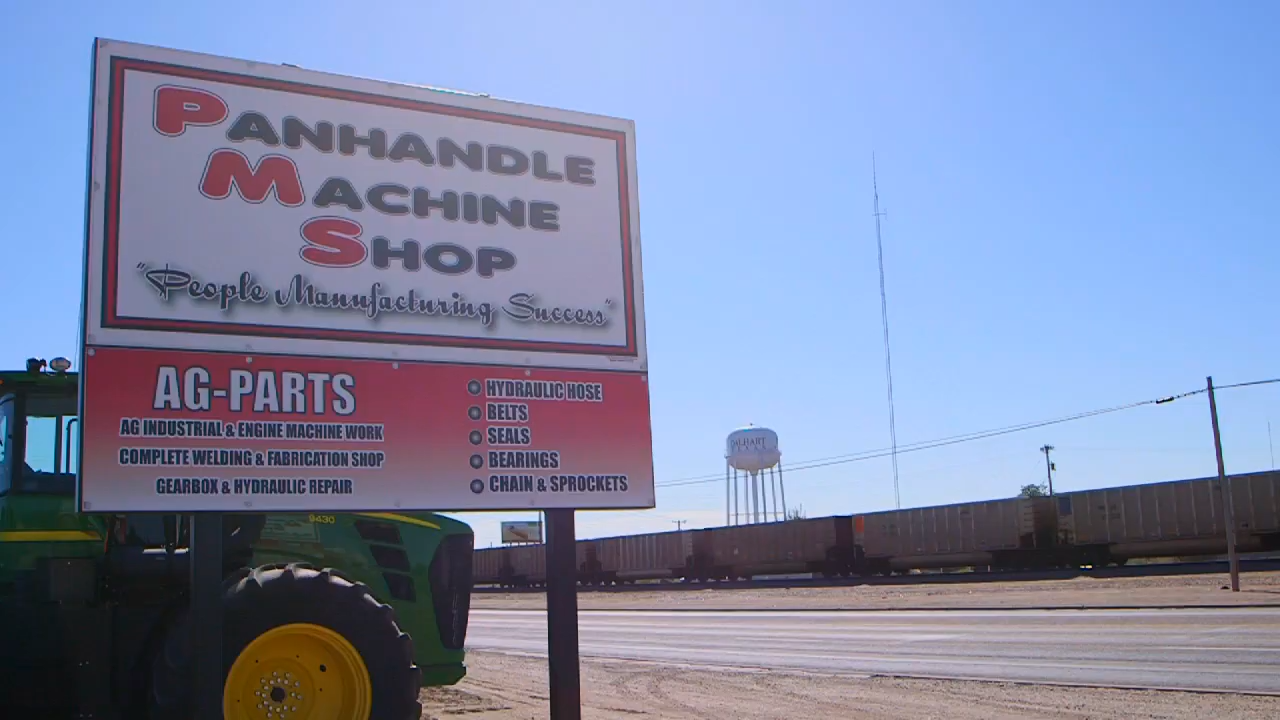 PANHANDLE
MACHINE
SHOP
"People Manufacturing Success"
AG-PARTS
AG INDUSTRIAL & ENGINE MACHINE WORK
COMPLETE WELDING & FABRICATION SHOP
GEARBOX & HYDRAULIC REPAIR
HYDRAULIC HOSE
BELTS
SEALS
BEARINGS
CHAIN & SPROCKETS
9430